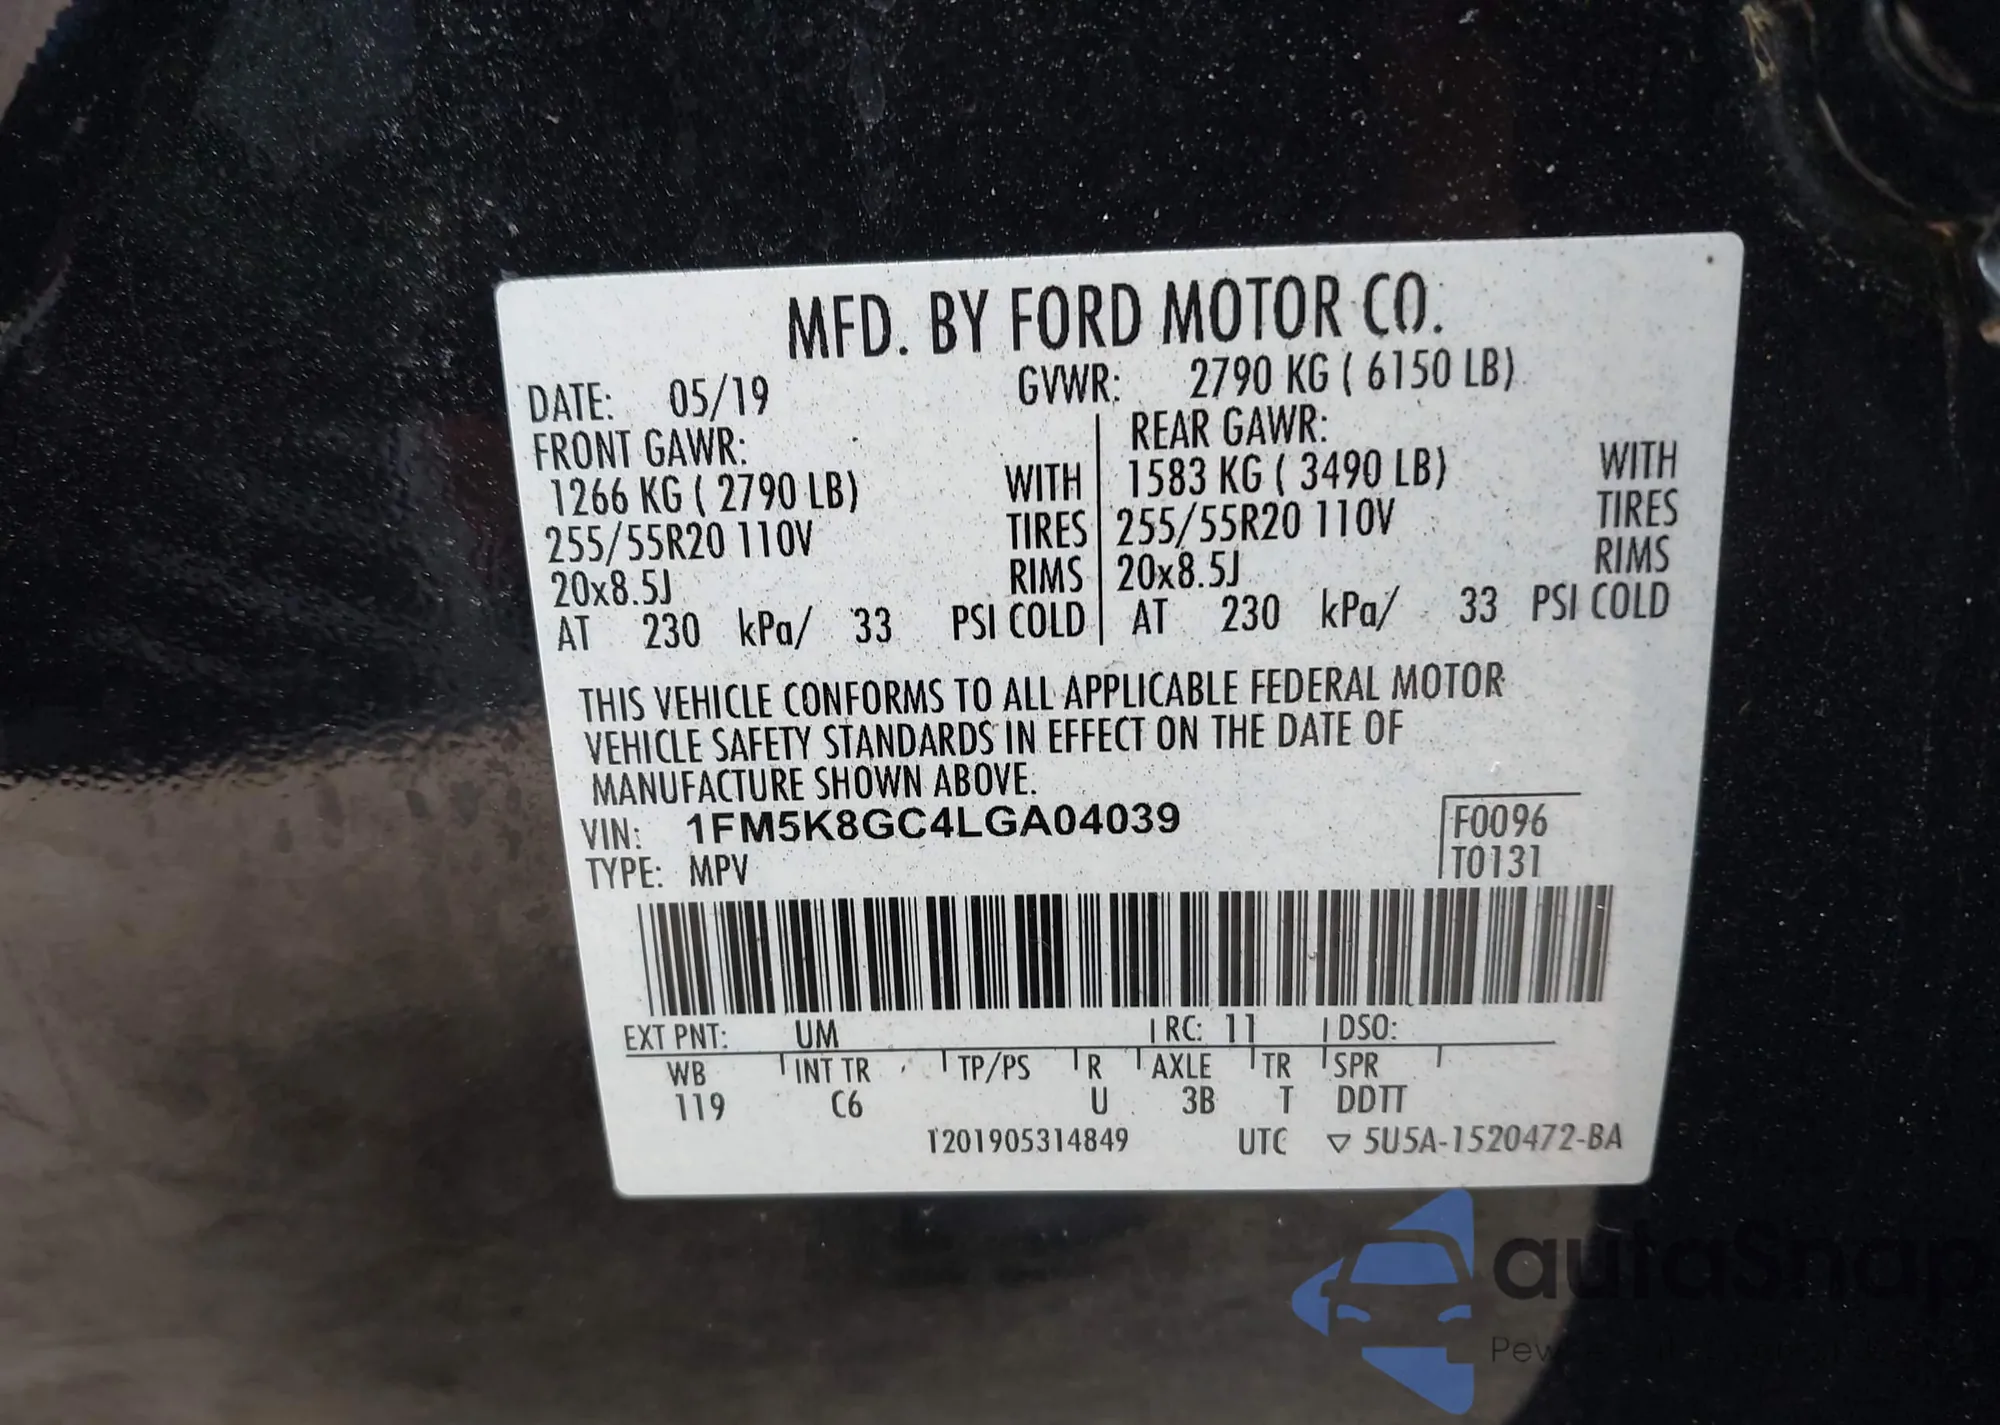 MFD. BY FORD MOTOR CO.
DATE: 05/19 GVWR: 2790 KG ( 6150 LB)
FRONT GAWR: REAR GAWR:
1266 KG ( 2790 LB) WITH 1583 KG ( 3490 LB) WITH
255/55R20 110V TIRES 255/55R20 110V TIRES
20x8.5J RIMS 20x8.5J RIMS
AT 230 kPa/ 33 PSI COLD AT 230 kPa/ 33 PSI COLD
THIS VEHICLE CONFORMS TO ALL APPLICABLE FEDERAL MOTOR
VEHICLE SAFETY STANDARDS IN EFFECT ON THE DATE OF
MANUFACTURE SHOWN ABOVE.
VIN: 1FM5K8GC4LGA04039 F0096
TYPE: MPV T0131
EXT PNT: UM RC: 11 DSO:
WB INT TR TP/PS R AXLE TR SPR
119 C6 U 3B T DDTT
T201905314849 UTC ▽ 5U5A-1520472-BA
autaSnap